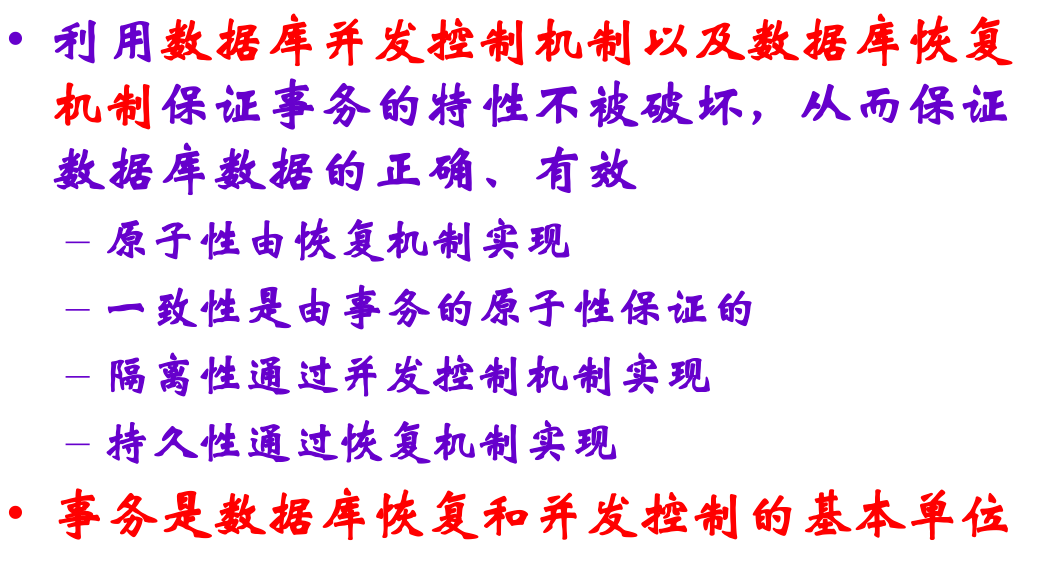 • 利用数据库并发控制机制以及数据库恢复
机制保证事务的特性不被破坏，从而保证
数据库数据的正确、有效
– 原子性由恢复机制实现
– 一致性是由事务的原子性保证的
– 隔离性通过并发控制机制实现
– 持久性通过恢复机制实现
• 事务是数据库恢复和并发控制的基本单位